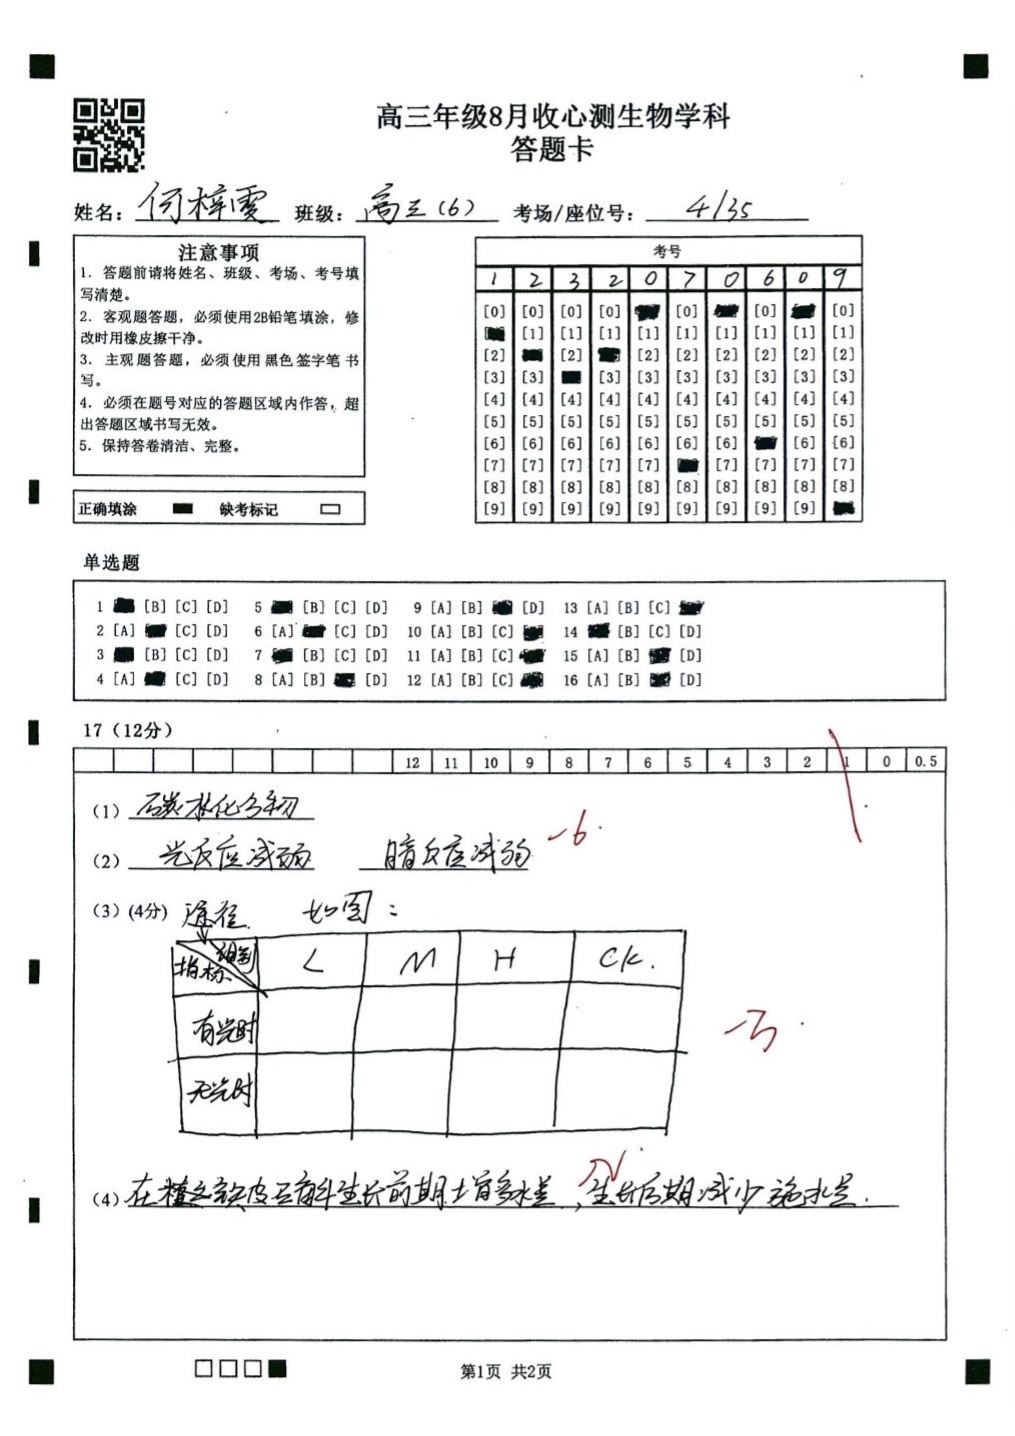 高三年级8月收心测生物学科
答题卡
姓名：何梓雯 班级：高三（6） 考场/座位号：4/35
注意事项
1．答题前请将姓名、班级、考场、考号填
写清楚。
2．客观题答题，必须使用2B铅笔填涂，修
改时用橡皮擦干净。
3．主观题答题，必须使用黑色签字笔书
写。
4．必须在题号对应的答题区域内作答，超
出答题区域书写无效。
5．保持答卷清洁、完整。
正确填涂 缺考标记
考号
1 2 3 2 0 7 0 6 0 9
[0] [0] [0] [0] [0] [0]
[1] [1] [1] [1] [1] [1] [1] [1] [1]
[2] [2] [2] [2] [2] [2] [2] [2]
[3] [3] [3] [3] [3] [3] [3] [3] [3]
[4] [4] [4] [4] [4] [4] [4] [4] [4] [4]
[5] [5] [5] [5] [5] [5] [5] [5] [5] [5]
[6] [6] [6] [6] [6] [6] [6] [6] [6]
[7] [7] [7] [7] [7] [7] [7] [7] [7]
[8] [8] [8] [8] [8] [8] [8] [8] [8] [8]
[9] [9] [9] [9] [9] [9] [9] [9] [9]
单选题
1 [B] [C] [D] 5 [B] [C] [D] 9 [A] [B] [D] 13 [A] [B] [C]
2 [A] [C] [D] 6 [A] [C] [D] 10 [A] [B] [C] 14 [B] [C] [D]
3 [B] [C] [D] 7 [B] [C] [D] 11 [A] [B] [C] 15 [A] [B] [D]
4 [A] [C] [D] 8 [A] [B] [D] 12 [A] [B] [C] 16 [A] [B] [D]
17（12分）
12 11 10 9 8 7 6 5 4 3 2 1 0 0.5
（1）碳水化合物
（2）光反应减弱 暗反应减弱 -6
（3）(4分) 途径 如图：
组别 L M H CK.
指标
有光时
-3
无光时
（4）在植 生长前期 多水 ，生长后期减少 水
第1页 共2页